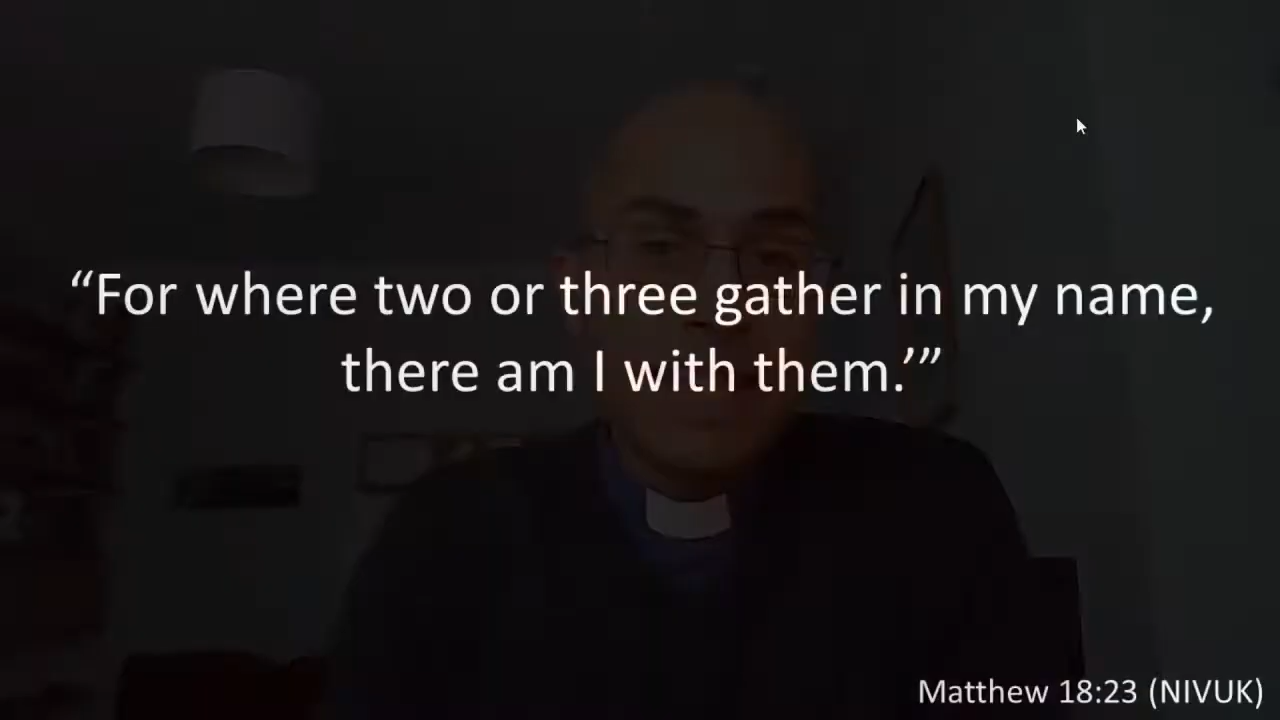 “For where two or three gather in my name,
there am I with them.’”
Matthew 18:23 (NIVUK)